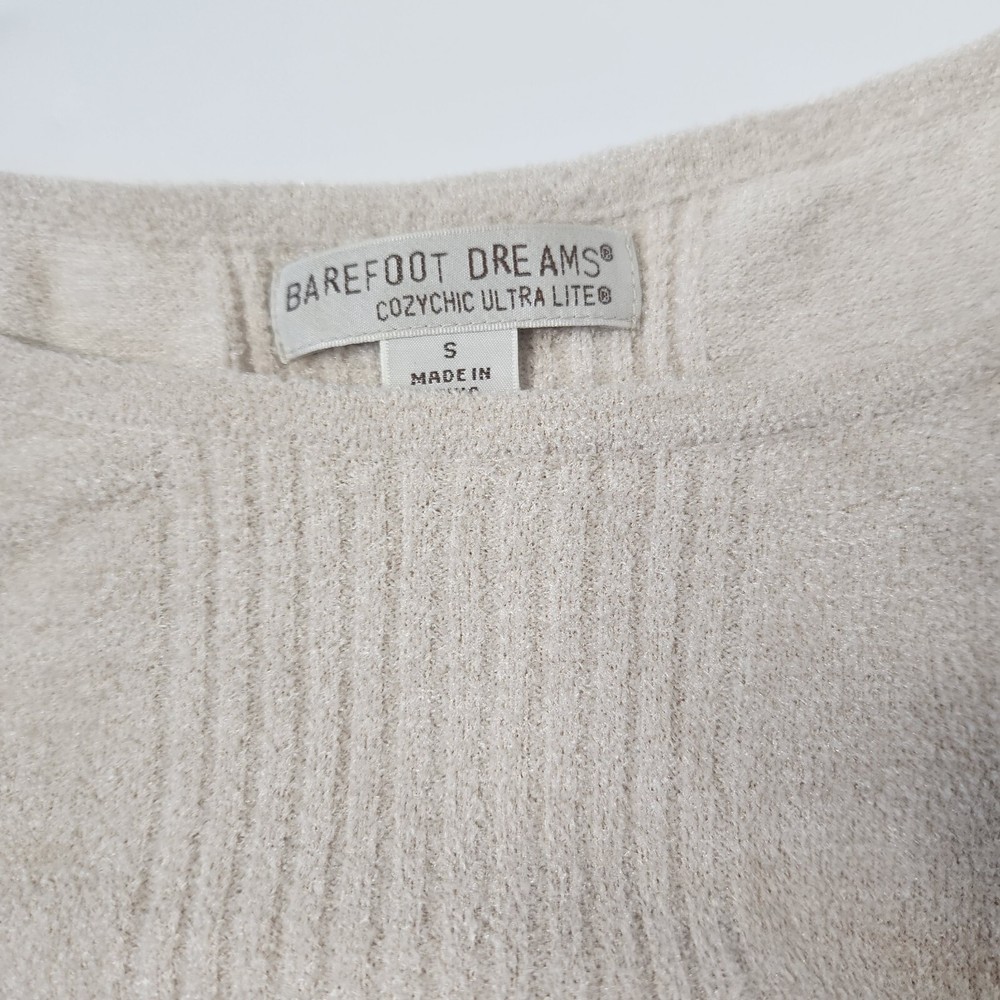 BAREFOOT DREAMS®
COZYCHIC ULTRA LITE®
S
MADE IN